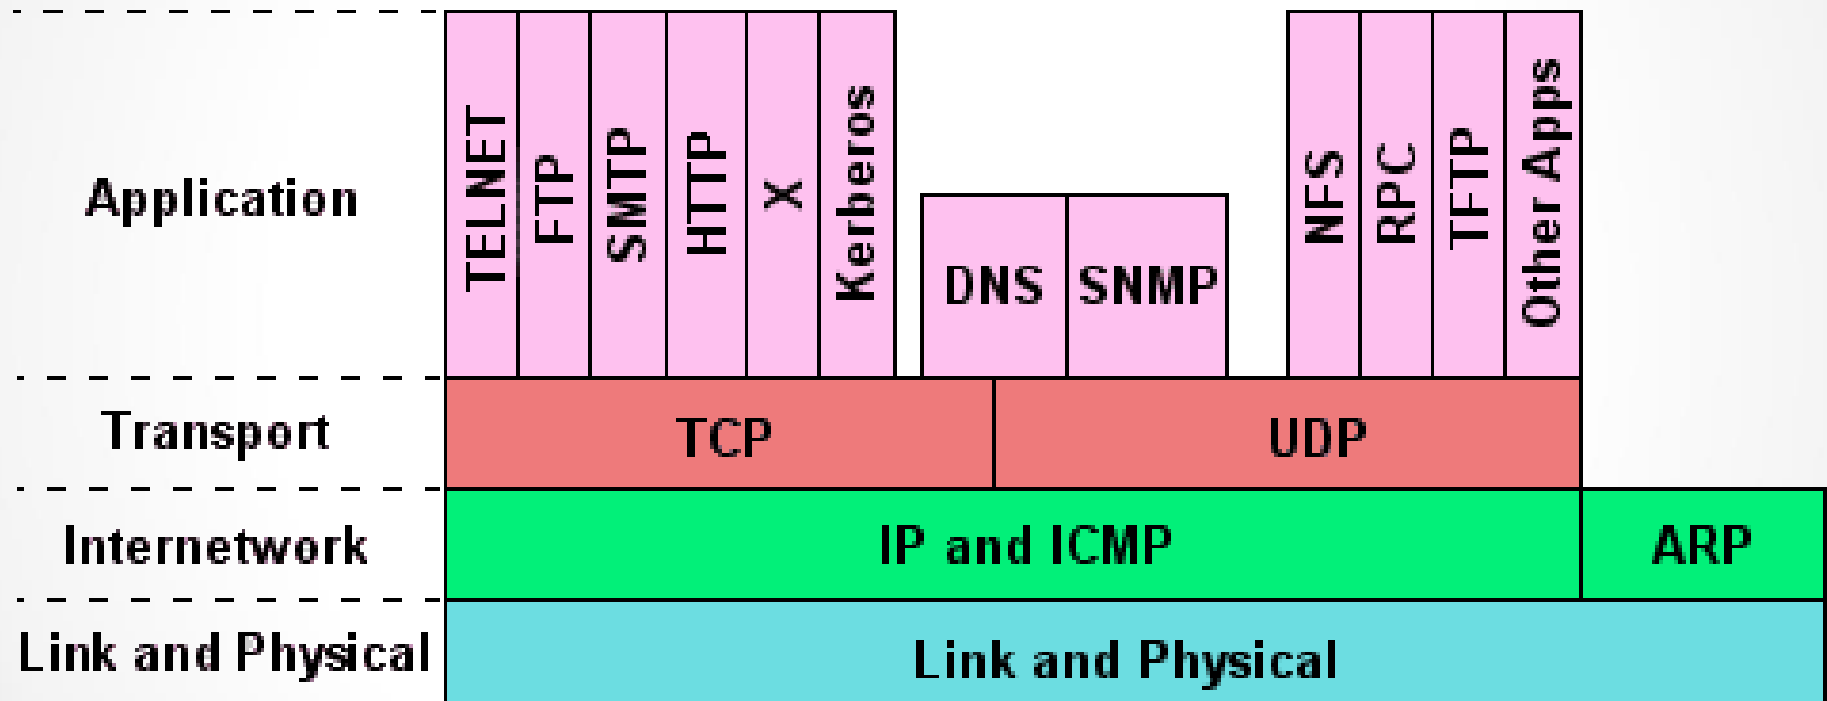 Application
TELNET
FTP
SMTP
HTTP
X
Kerberos
DNS
SNMP
NFS
RPC
TFTP
Other Apps
Transport
TCP
UDP
Internetwork
IP and ICMP
ARP
Link and Physical
Link and Physical